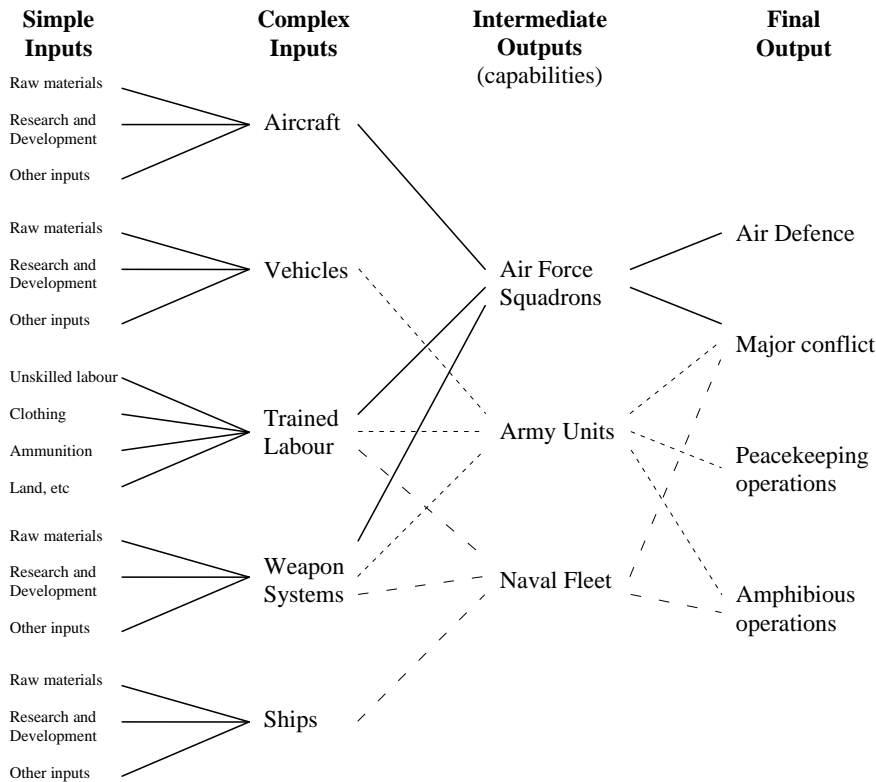 Simple
Inputs
Complex
Inputs
Intermediate
Outputs
(capabilities)
Final
Output
Raw materials
Research and
Development
Other inputs
Aircraft
Raw materials
Research and
Development
Other inputs
Vehicles
Unskilled labour
Clothing
Ammunition
Land, etc
Trained
Labour
Raw materials
Research and
Development
Other inputs
Weapon
Systems
Raw materials
Research and
Development
Other inputs
Ships
Air Force
Squadrons
Army Units
Naval Fleet
Air Defence
Major conflict
Peacekeeping
operations
Amphibious
operations